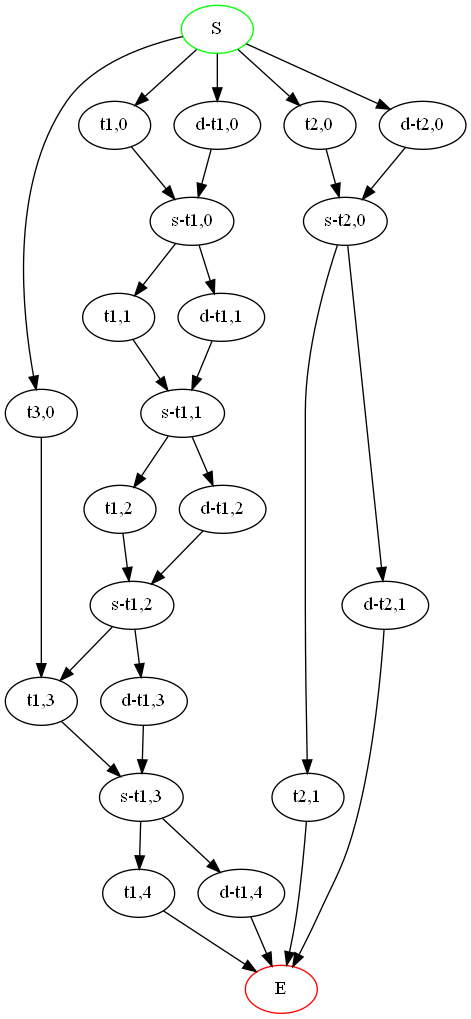 S
t1,0
d-t1,0
t2,0
d-t2,0
s-t1,0
s-t2,0
t1,1
d-t1,1
t3,0
s-t1,1
t1,2
d-t1,2
s-t1,2
d-t2,1
t1,3
d-t1,3
s-t1,3
t2,1
t1,4
d-t1,4
E